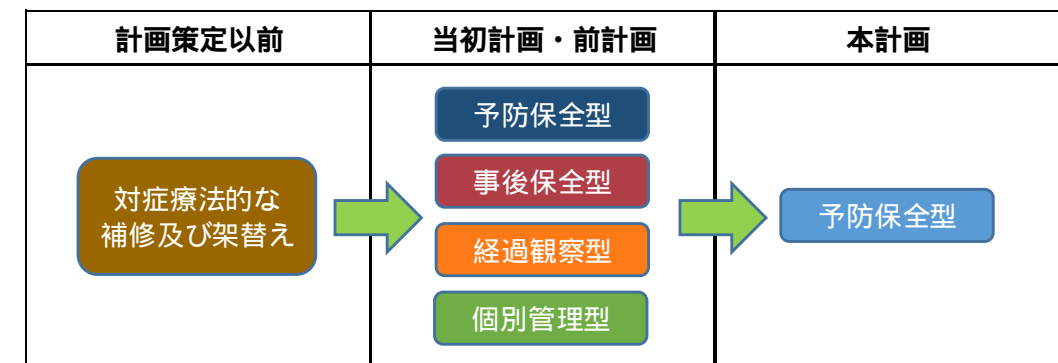 計画策定以前
当初計画・前計画
本計画
対症療法的な
補修及び架替え
予防保全型
事後保全型
経過観察型
個別管理型
予防保全型